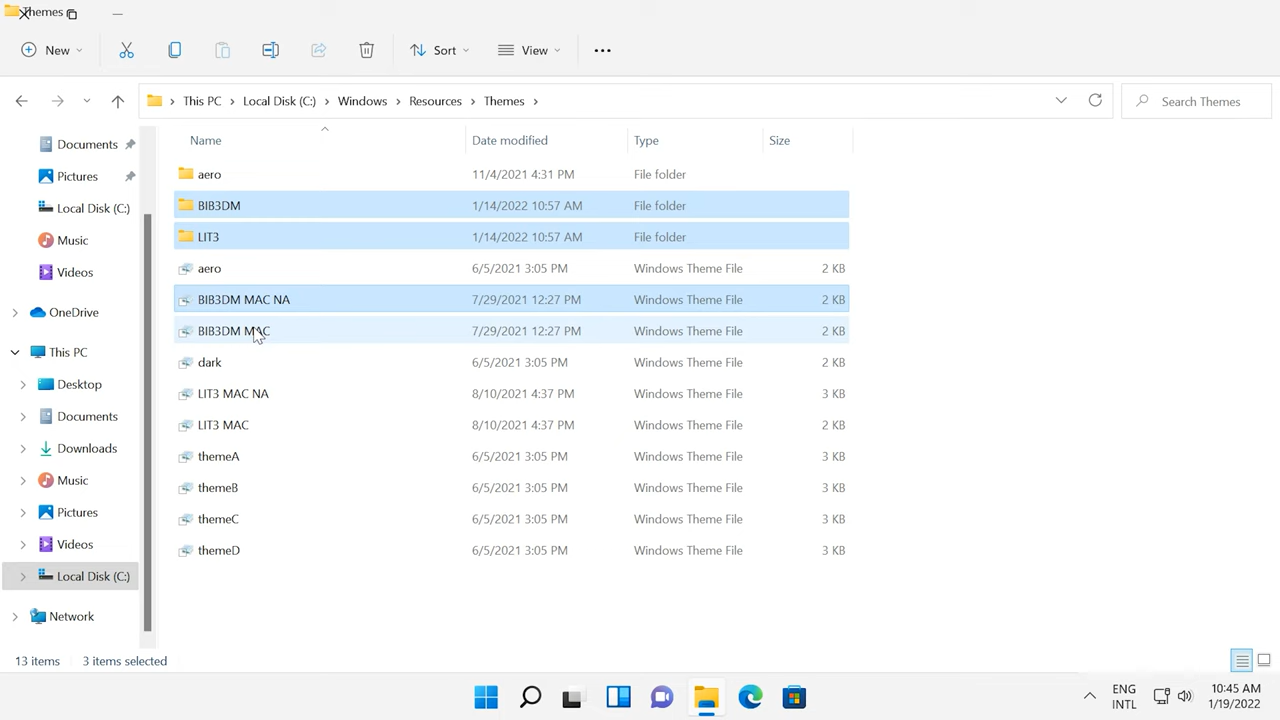 Themes
New
Sort
View
This PC > Local Disk (C:) > Windows > Resources > Themes >
Search Themes
Name Date modified Type Size
Documents
Pictures
Local Disk (C:)
Music
Videos
OneDrive
This PC
Desktop
Documents
Downloads
Music
Pictures
Videos
Local Disk (C:)
Network
aero 11/4/2021 4:31 PM File folder
BIB3DM 1/14/2022 10:57 AM File folder
LIT3 1/14/2022 10:57 AM File folder
aero 6/5/2021 3:05 PM Windows Theme File 2 KB
BIB3DM MAC NA 7/29/2021 12:27 PM Windows Theme File 2 KB
BIB3DM MAC 7/29/2021 12:27 PM Windows Theme File 2 KB
dark 6/5/2021 3:05 PM Windows Theme File 2 KB
LIT3 MAC NA 8/10/2021 4:37 PM Windows Theme File 3 KB
LIT3 MAC 8/10/2021 4:37 PM Windows Theme File 2 KB
themeA 6/5/2021 3:05 PM Windows Theme File 3 KB
themeB 6/5/2021 3:05 PM Windows Theme File 3 KB
themeC 6/5/2021 3:05 PM Windows Theme File 3 KB
themeD 6/5/2021 3:05 PM Windows Theme File 3 KB
13 items 3 items selected
ENG
INTL
10:45 AM
1/19/2022